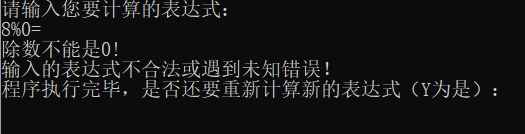 请输入您要计算的表达式：
8%0=
除数不能是0!
输入的表达式不合法或遇到未知错误！
程序执行完毕，是否还要重新计算新的表达式（Y为是）：